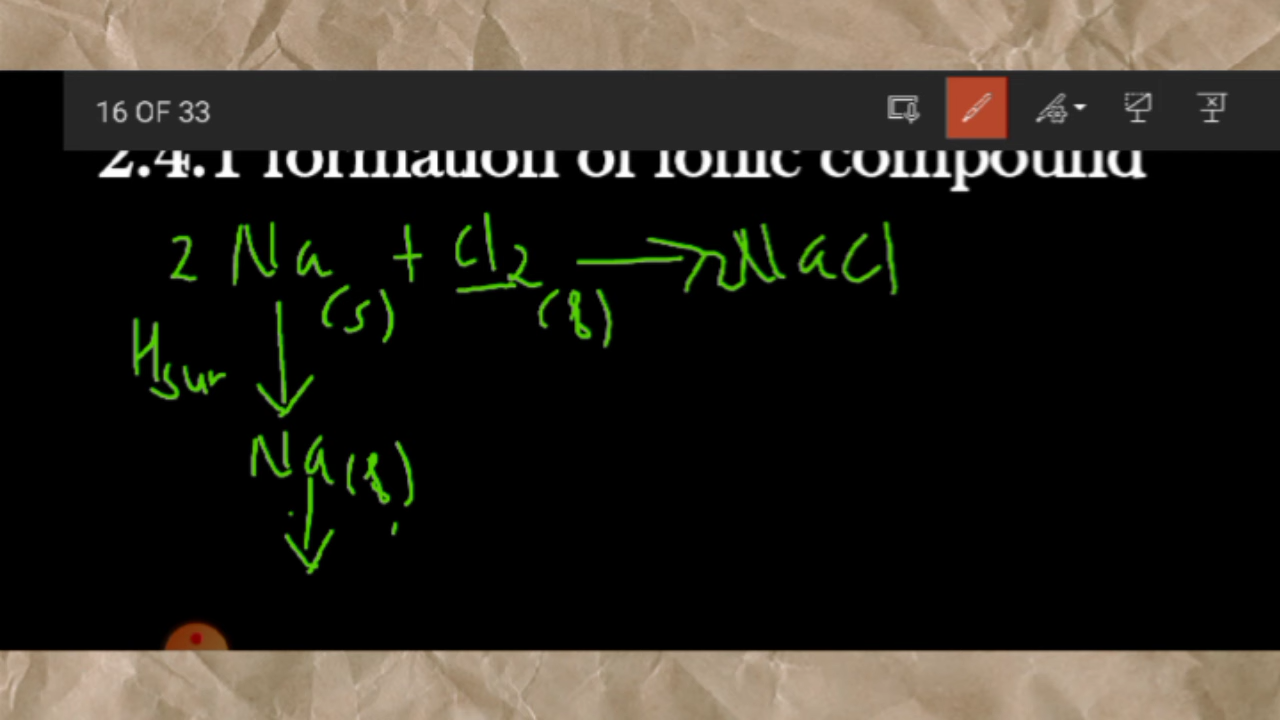 16 OF 33
2.4.1 formation of ionic compound
2 Na (s) + Cl2 (g) → 2NaCl
Hsur ↓
Na (g)
↓